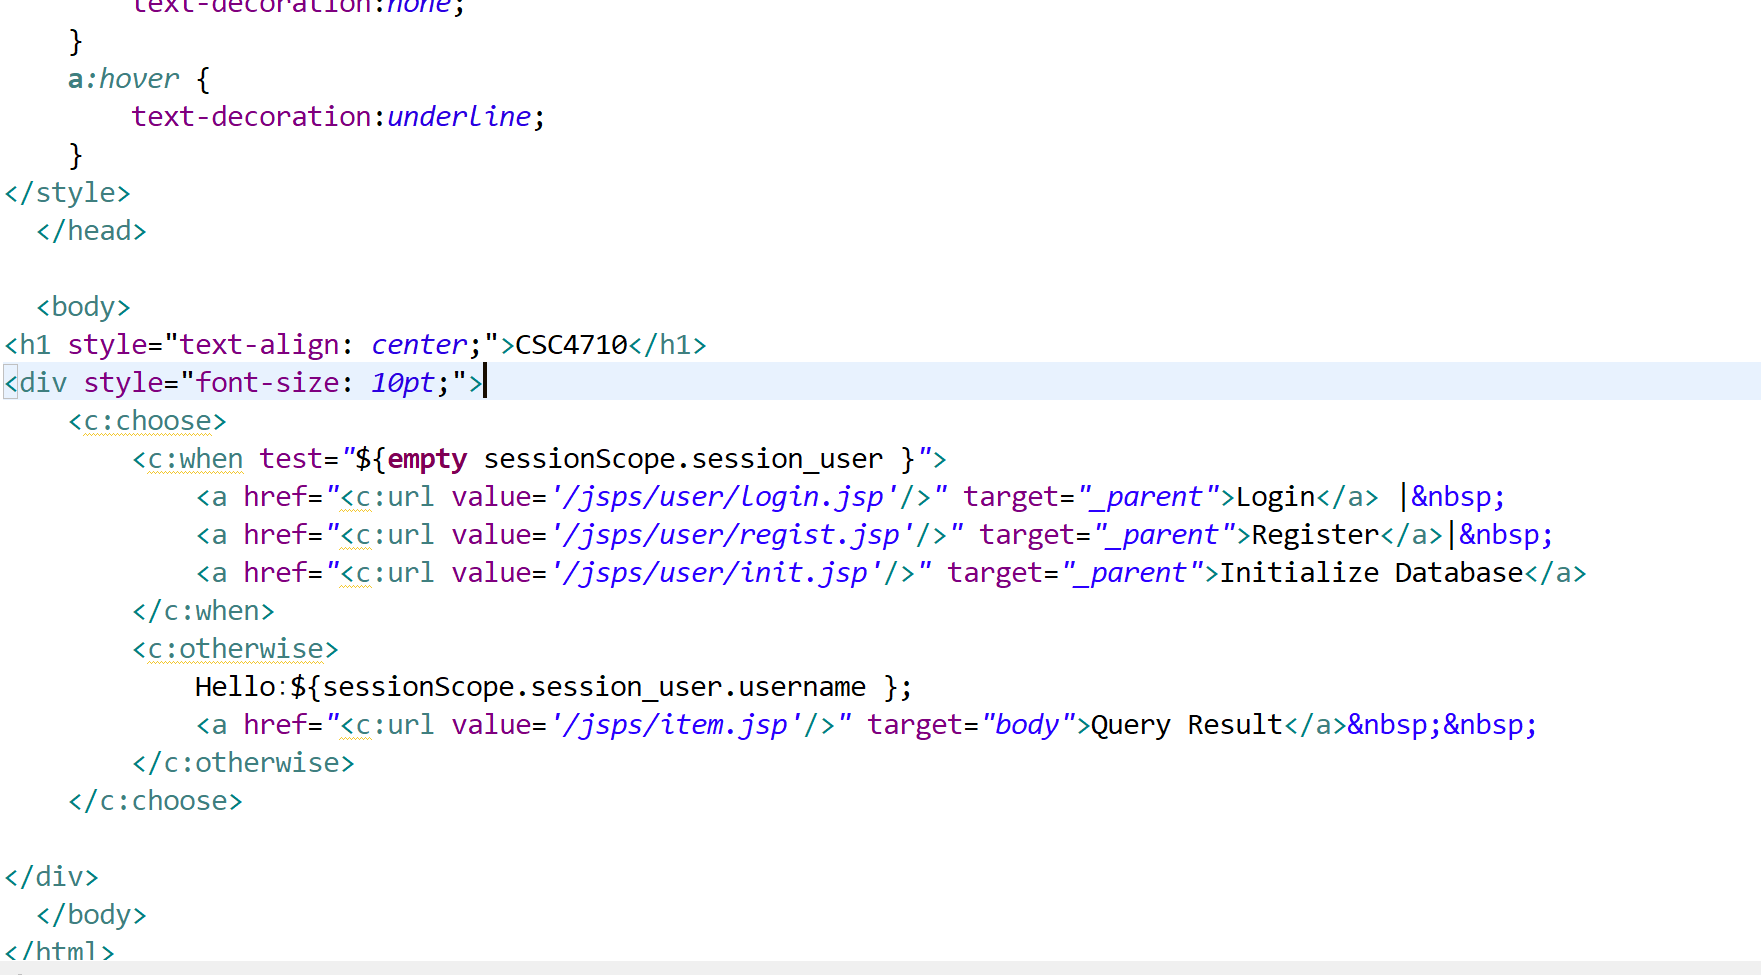 text-decoration:none;
}
a:hover {
text-decoration:underline;
}
</style>
</head>
<body>
<h1 style="text-align: center;">CSC4710</h1>
<div style="font-size: 10pt;">
<c:choose>
<c:when test="${empty sessionScope.session_user }">
<a href="<c:url value='/jsps/user/login.jsp'/>" target="_parent">Login</a> |&nbsp;
<a href="<c:url value='/jsps/user/regist.jsp'/>" target="_parent">Register</a>|&nbsp;
<a href="<c:url value='/jsps/user/init.jsp'/>" target="_parent">Initialize Database</a>
</c:when>
<c:otherwise>
Hello：${sessionScope.session_user.username };
<a href="<c:url value='/jsps/item.jsp'/>" target="body">Query Result</a>&nbsp;&nbsp;
</c:otherwise>
</c:choose>
</div>
</body>
</html>